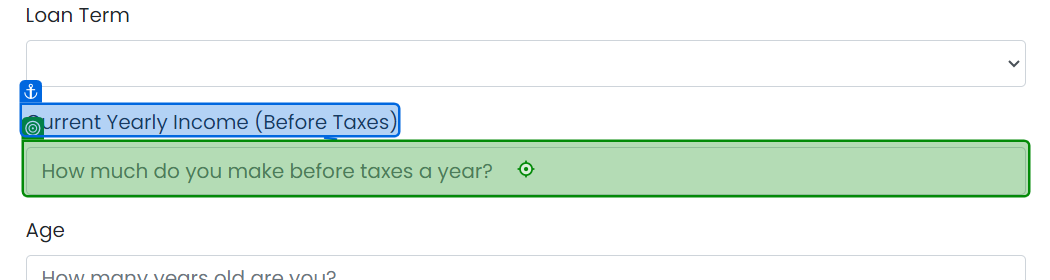 Loan Term
Current Yearly Income (Before Taxes)
How much do you make before taxes a year?
Age
How many years old are you?